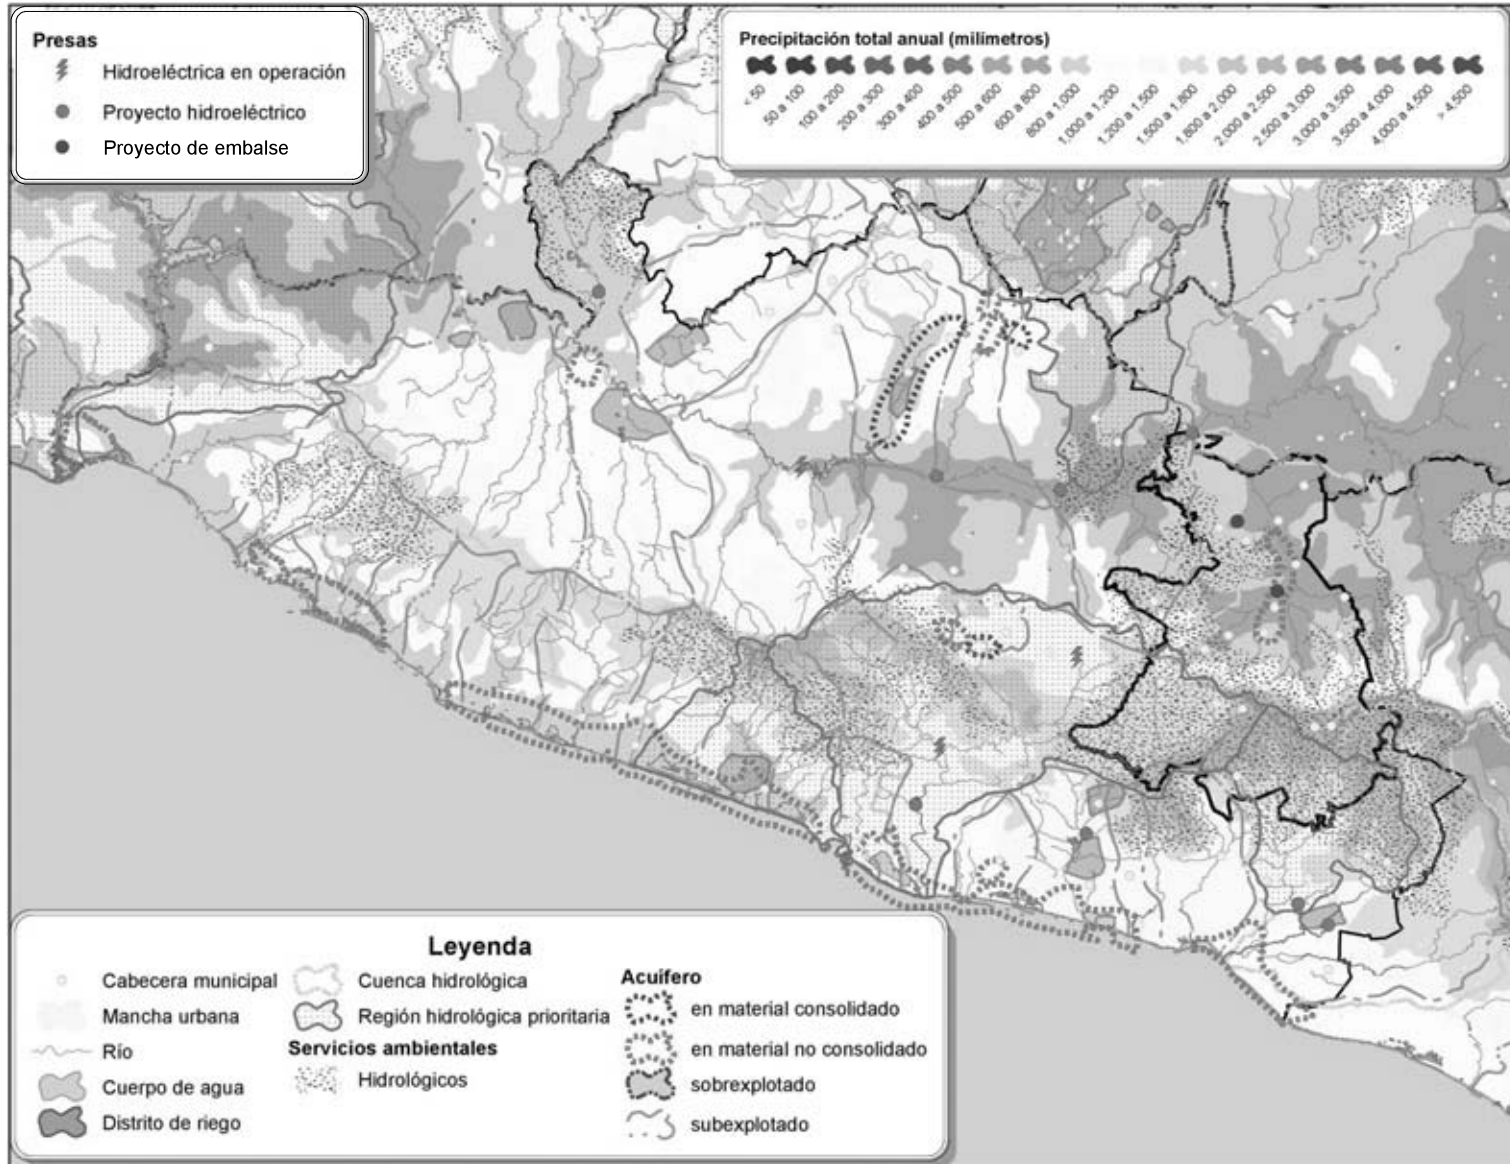 Presas
Hidroeléctrica en operación
Proyecto hidroeléctrico
Proyecto de embalse
Precipitación total anual (milímetros)
< 50
50 a 100
100 a 200
200 a 300
300 a 400
400 a 500
500 a 600
600 a 800
800 a 1,000
1,000 a 1,200
1,200 a 1,500
1,500 a 1,800
1,800 a 2,000
2,000 a 2,500
2,500 a 3,000
3,000 a 3,500
3,500 a 4,000
4,000 a 4,500
> 4,500
Leyenda
Cabecera municipal
Mancha urbana
Río
Cuerpo de agua
Distrito de riego
Cuenca hidrológica
Región hidrológica prioritaria
Servicios ambientales
Hidrológicos
Acuífero
en material consolidado
en material no consolidado
sobrexplotado
subexplotado